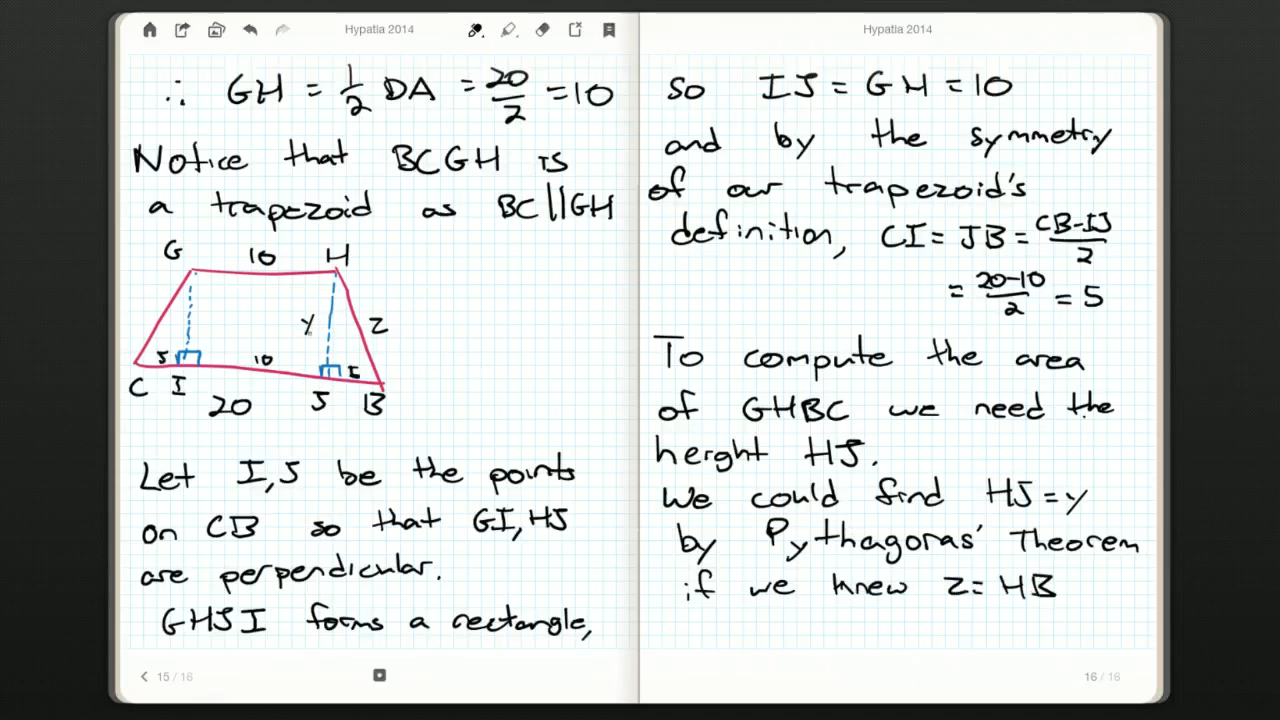 Hypatia 2014
∴ GH = 1/2 DA = 20/2 = 10
Notice that BCGH is
a trapezoid as BC||GH
G 10 H
y z
5 10 5
C I 20 J B
Let I,J be the points
on CB so that GI, HJ
are perpendicular.
GHJI forms a rectangle,
15 / 16
Hypatia 2014
so IJ = GH = 10
and by the symmetry
of our trapezoid's
definition, CI = JB = CB-IJ/2
= 20-10/2 = 5
To compute the area
of GHBC we need the
height HJ.
We could find HJ = y
by Pythagoras' Theorem
if we knew z = HB
16 / 16